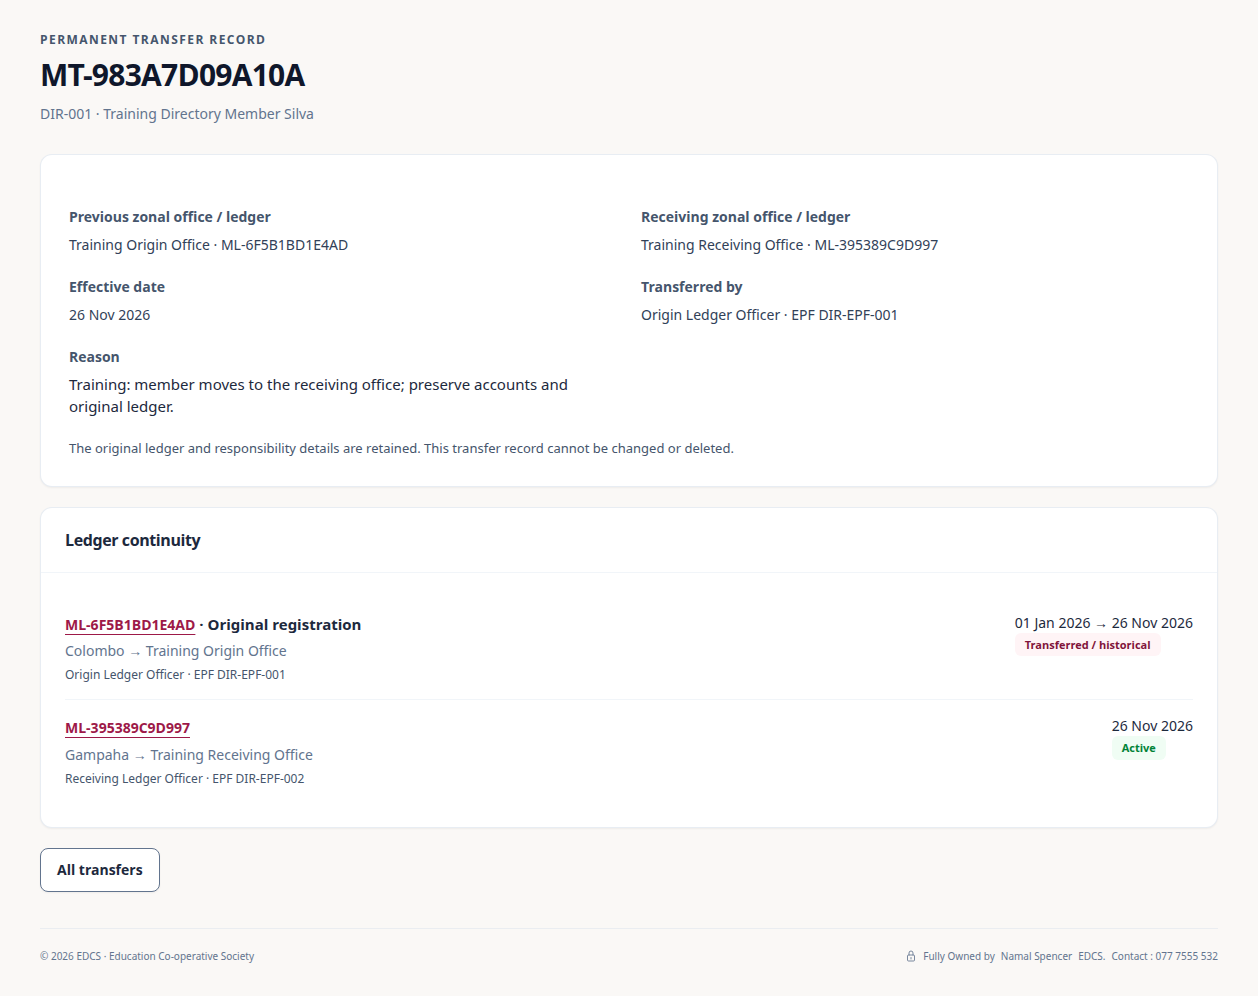 PERMANENT TRANSFER RECORD
MT-983A7D09A10A
DIR-001 · Training Directory Member Silva
Previous zonal office / ledger
Training Origin Office · ML-6F5B1BD1E4AD
Receiving zonal office / ledger
Training Receiving Office · ML-395389C9D997
Effective date
26 Nov 2026
Transferred by
Origin Ledger Officer · EPF DIR-EPF-001
Reason
Training: member moves to the receiving office; preserve accounts and
original ledger.
The original ledger and responsibility details are retained. This transfer record cannot be changed or deleted.
Ledger continuity
ML-6F5B1BD1E4AD · Original registration
Colombo → Training Origin Office
Origin Ledger Officer · EPF DIR-EPF-001
01 Jan 2026 → 26 Nov 2026
Transferred / historical
ML-395389C9D997
Gampaha → Training Receiving Office
Receiving Ledger Officer · EPF DIR-EPF-002
26 Nov 2026
Active
All transfers
© 2026 EDCS · Education Co-operative Society
Fully Owned by Namal Spencer EDCS. Contact : 077 7555 532